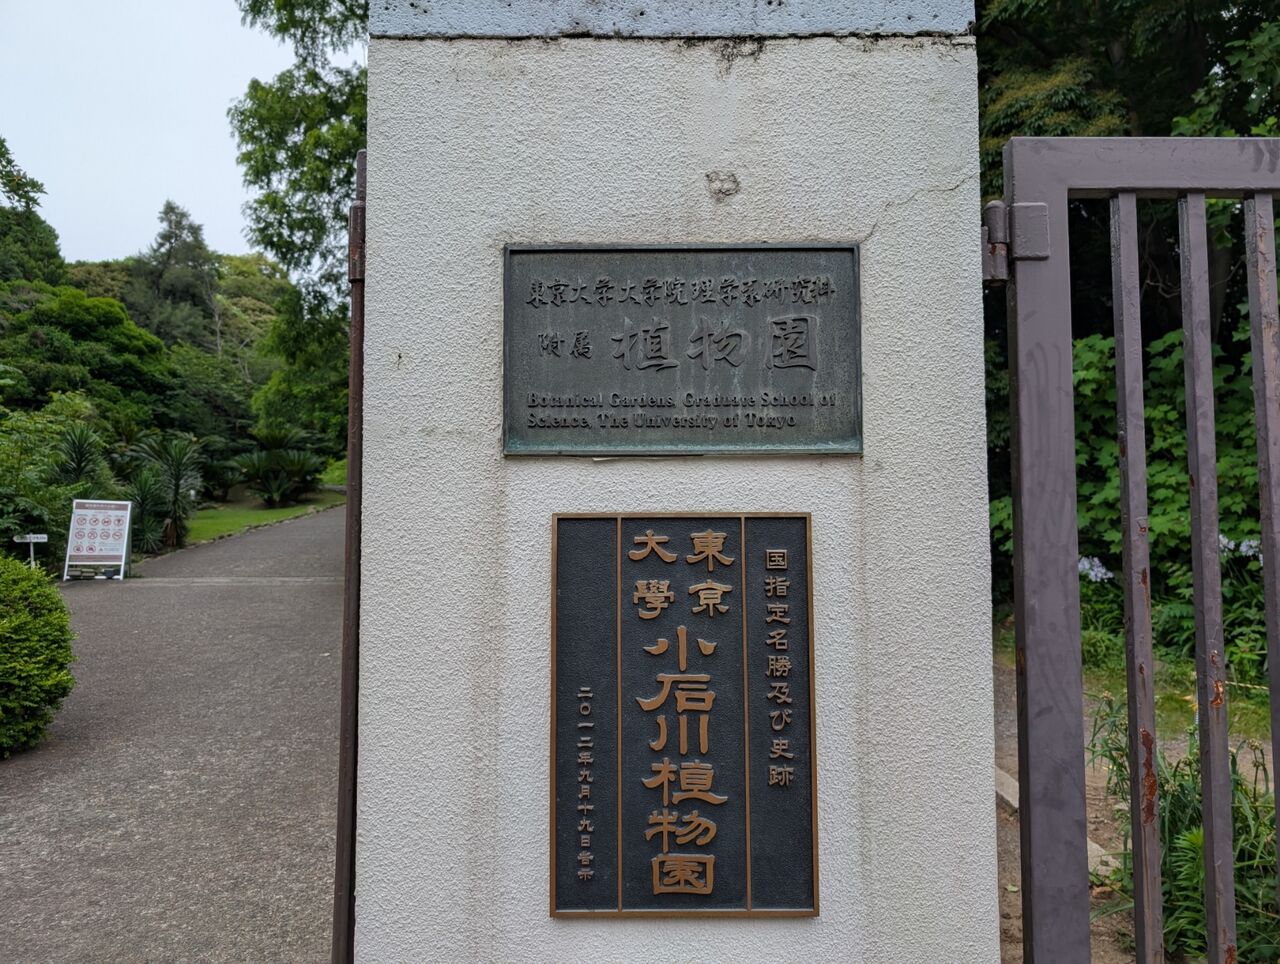 東京大学大学院理学系研究科
附属 植物園
Botanical Gardens, Graduate School of
Science, The University of Tokyo
国指定名勝及び史跡
東京
大學
小石川植物園
二〇一二年九月十九日告示